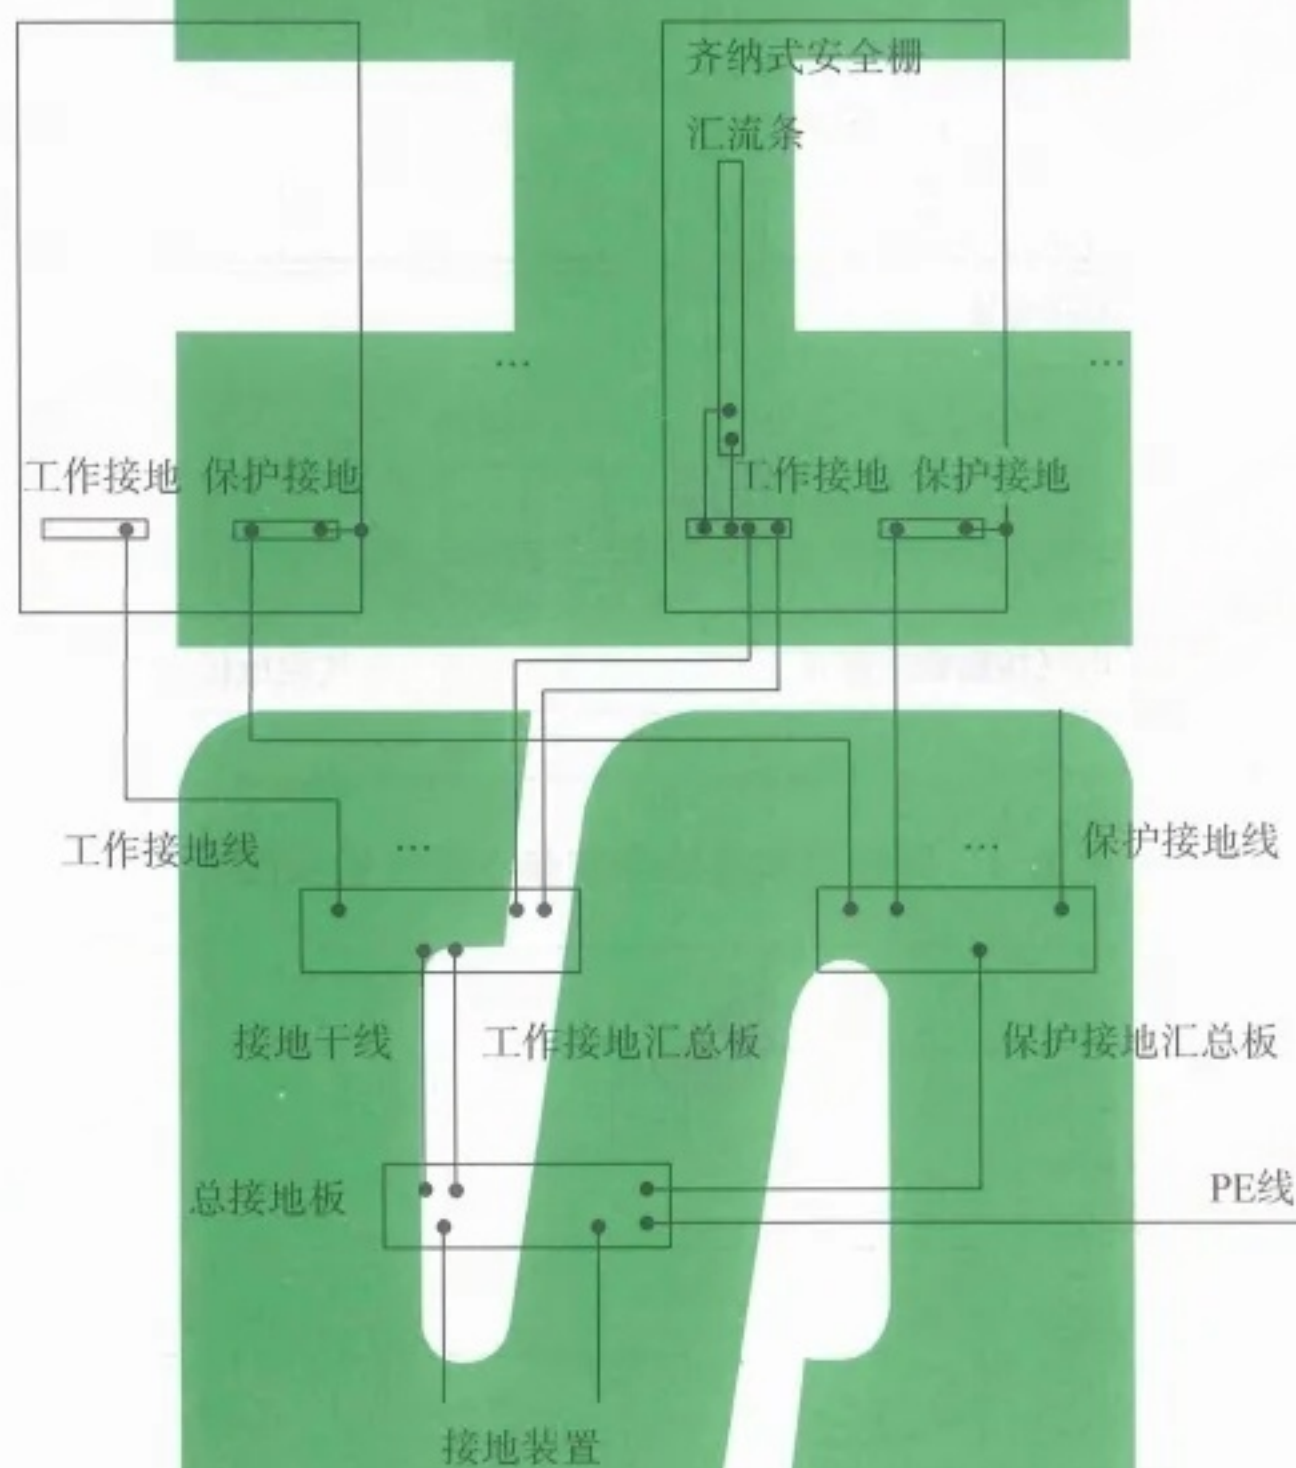 齐纳式安全栅
汇流条
...
...
工作接地
保护接地
工作接地
保护接地
工作接地线
...
...
保护接地线
接地干线
工作接地汇总板
保护接地汇总板
总接地板
PE线
接地装置